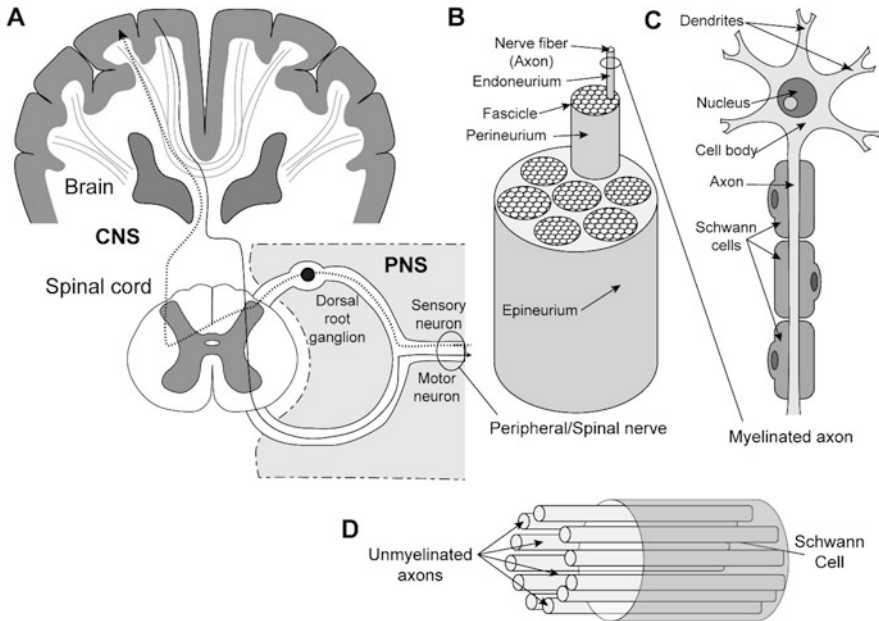 A
Brain
CNS
Spinal cord
PNS
Dorsal
root
ganglion
Sensory
neuron
Motor
neuron
Peripheral/Spinal nerve
B
Nerve fiber
(Axon)
Endoneurium
Fascicle
Perineurium
Epineurium
C
Dendrites
Nucleus
Cell body
Axon
Schwann
cells
Myelinated axon
D
Unmyelinated
axons
Schwann
Cell